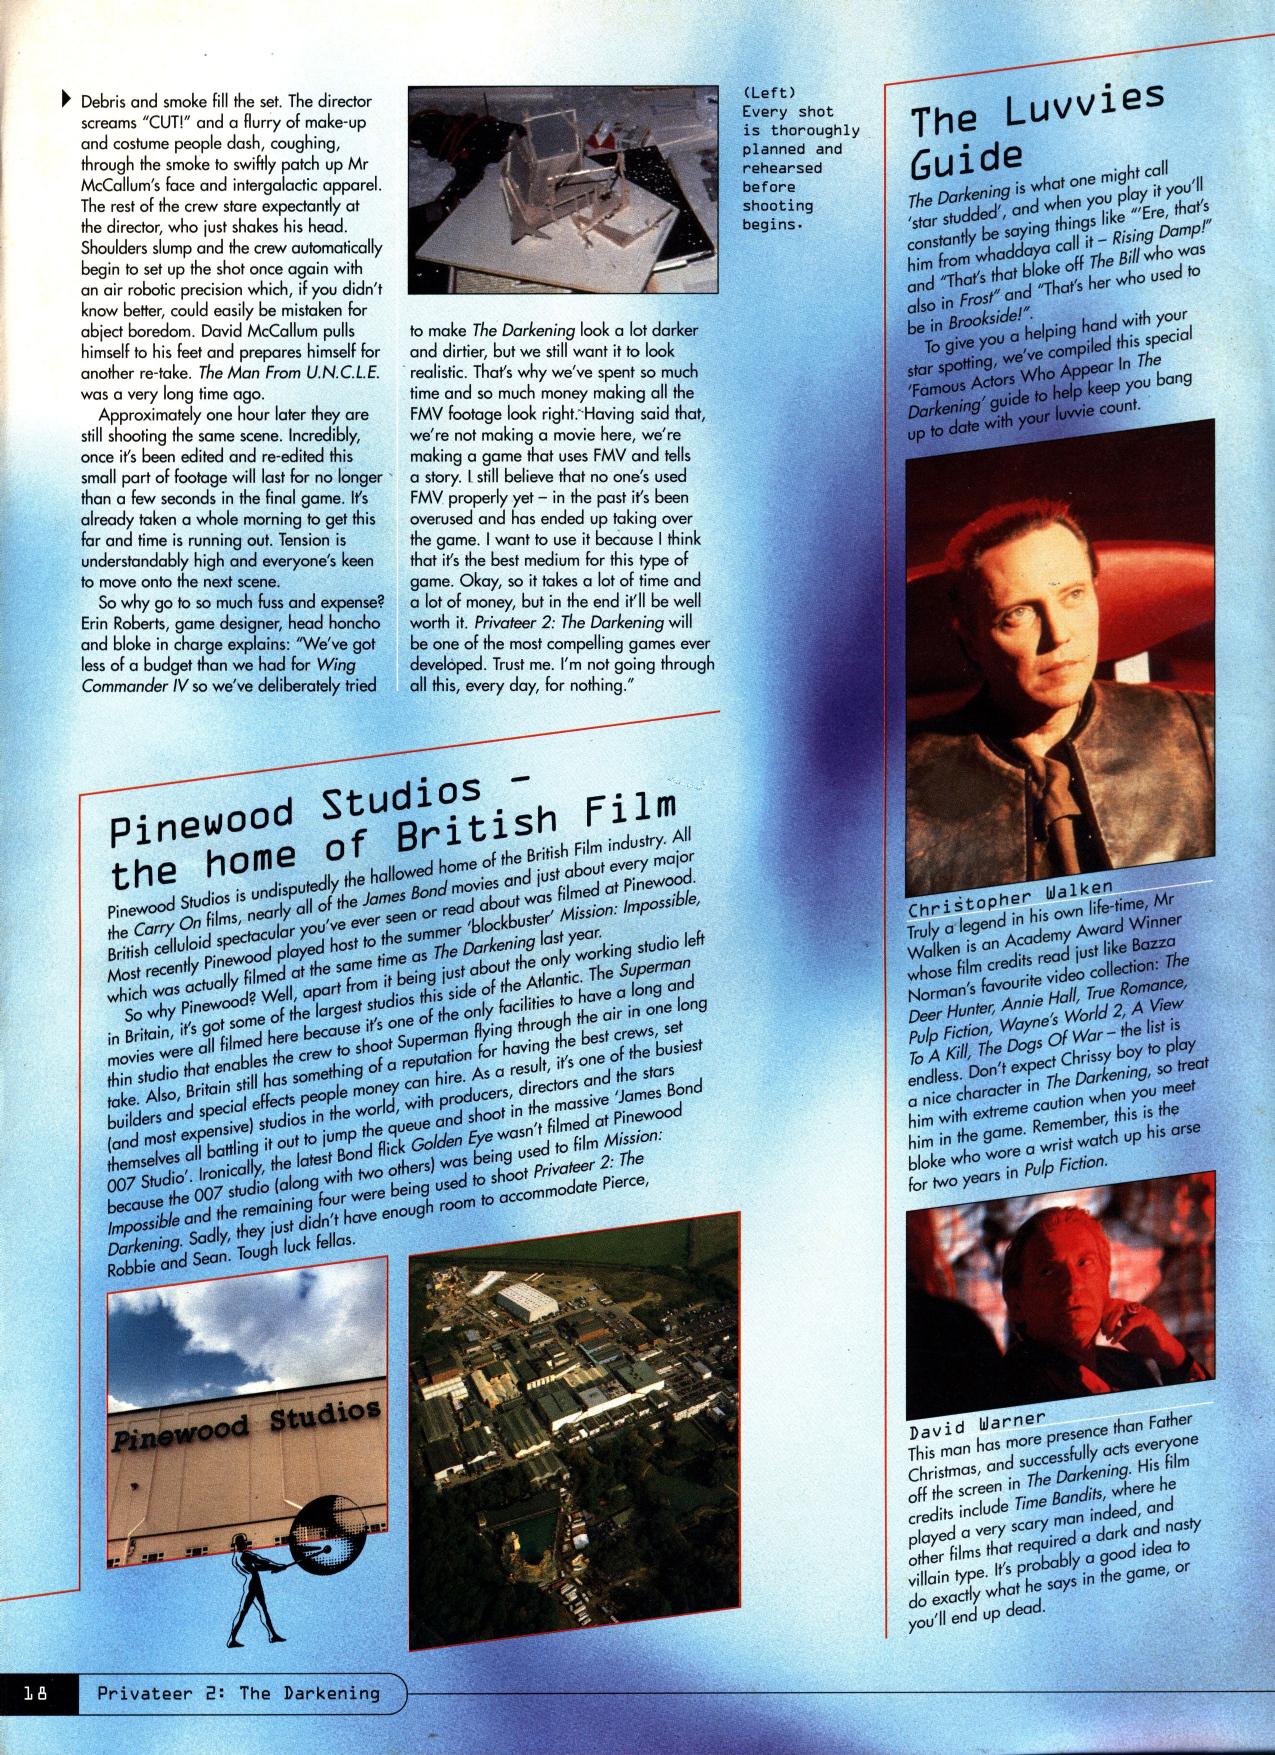 Debris and smoke fill the set. The director
screams “CUT!” and a flurry of make-up
and costume people dash, coughing,
through the smoke to swiftly patch up Mr
McCallum’s face and intergalactic apparel.
The rest of the crew stare expectantly at
the director, who just shakes his head.
Shoulders slump and the crew automatically
begin to set up the shot once again with
an air robotic precision which, if you didn’t
know better, could easily be mistaken for
abject boredom. David McCallum pulls
himself to his feet and prepares himself for
another re-take. The Man From U.N.C.L.E.
was a very long time ago.
Approximately one hour later they are
still shooting the same scene. Incredibly,
once it’s been edited and re-edited this
small part of footage will last for no longer
than a few seconds in the final game. It’s
already taken a whole morning to get this
far and time is running out. Tension is
understandably high and everyone’s keen
to move onto the next scene.
So why go to so much fuss and expense?
Erin Roberts, game designer, head honcho
and bloke in charge explains: “We’ve got
less of a budget than we had for Wing
Commander IV so we’ve deliberately tried
(Left)
Every shot
is thoroughly
planned and
rehearsed
before
shooting
begins.
to make The Darkening look a lot darker
and dirtier, but we still want it to look
realistic. That’s why we’ve spent so much
time and so much money making all the
FMV footage look right. Having said that,
we’re not making a movie here, we’re
making a game that uses FMV and tells
a story. I still believe that no one’s used
FMV properly yet – in the past it’s been
overused and has ended up taking over
the game. I want to use it because I think
that it’s the best medium for this type of
game. Okay, so it takes a lot of time and
a lot of money, but in the end it’ll be well
worth it. Privateer 2: The Darkening will
be one of the most compelling games ever
developed. Trust me. I’m not going through
all this, every day, for nothing.”
Pinewood Studios –
the home of British Film
Pinewood Studios is undisputedly the hallowed home of the British Film industry. All
the Carry On films, nearly all of the James Bond movies and just about every major
British celluloid spectacular you’ve ever seen or read about was filmed at Pinewood.
Most recently Pinewood played host to the summer ‘blockbuster’ Mission: Impossible,
which was actually filmed at the same time as The Darkening last year.
So why Pinewood? Well, apart from it being just about the only working studio left
in Britain, it’s got some of the largest studios this side of the Atlantic. The Superman
movies were all filmed here because it’s one of the only facilities to have a long and
thin studio that enables the crew to shoot Superman flying through the air in one long
take. Also, Britain still has something of a reputation for having the best crews, set
builders and special effects people money can hire. As a result, it’s one of the busiest
(and most expensive) studios in the world, with producers, directors and the stars
themselves all battling it out to jump the queue and shoot in the massive ‘James Bond
007 Studio’. Ironically, the latest Bond flick Golden Eye wasn’t filmed at Pinewood
because the 007 studio (along with two others) was being used to film Mission:
Impossible and the remaining four were being used to shoot Privateer 2: The
Darkening. Sadly, they just didn’t have enough room to accommodate Pierce,
Robbie and Sean. Tough luck fellas.
Pinewood Studios
The Luvvies
Guide
The Darkening is what one might call
‘star studded’, and when you play it you’ll
constantly be saying things like “‘Ere, that’s
him from whaddaya call it – Rising Damp!”
and “That’s that bloke off The Bill who was
also in Frost” and “That’s her who used to
be in Brookside!”.
To give you a helping hand with your
star spotting, we’ve compiled this special
‘Famous Actors Who Appear In The
Darkening’ guide to help keep you bang
up to date with your luvvie count.
Christopher Walken
Truly a legend in his own life-time, Mr
Walken is an Academy Award Winner
whose film credits read just like Bazza
Norman’s favourite video collection: The
Deer Hunter, Annie Hall, True Romance,
Pulp Fiction, Wayne’s World 2, A View
To A Kill, The Dogs Of War – the list is
endless. Don’t expect Chrissy boy to play
a nice character in The Darkening, so treat
him with extreme caution when you meet
him in the game. Remember, this is the
bloke who wore a wrist watch up his arse
for two years in Pulp Fiction.
David Warner
This man has more presence than Father
Christmas, and successfully acts everyone
off the screen in The Darkening. His film
credits include Time Bandits, where he
played a very scary man indeed, and
other films that required a dark and nasty
villain type. It’s probably a good idea to
do exactly what he says in the game, or
you’ll end up dead.
18
Privateer 2: The Darkening